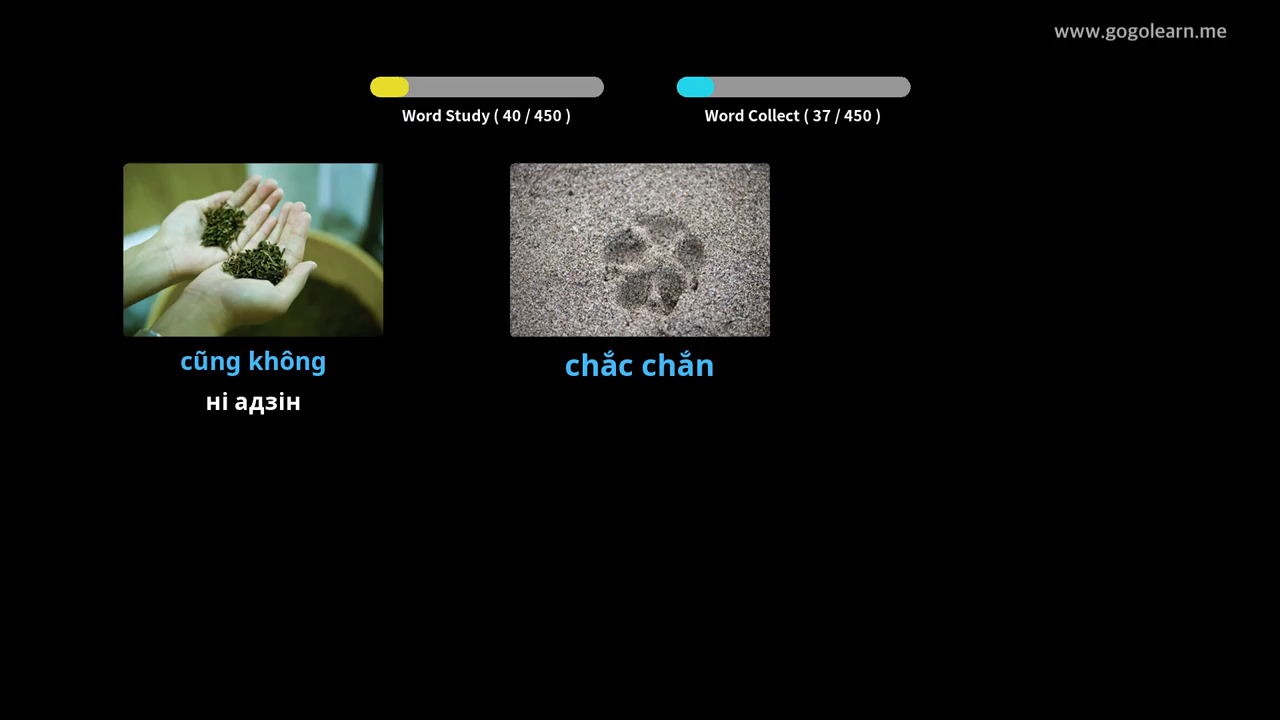 www.gogolearn.me
Word Study ( 40 / 450 )
Word Collect ( 37 / 450 )
cũng không
ні адзін
chắc chắn